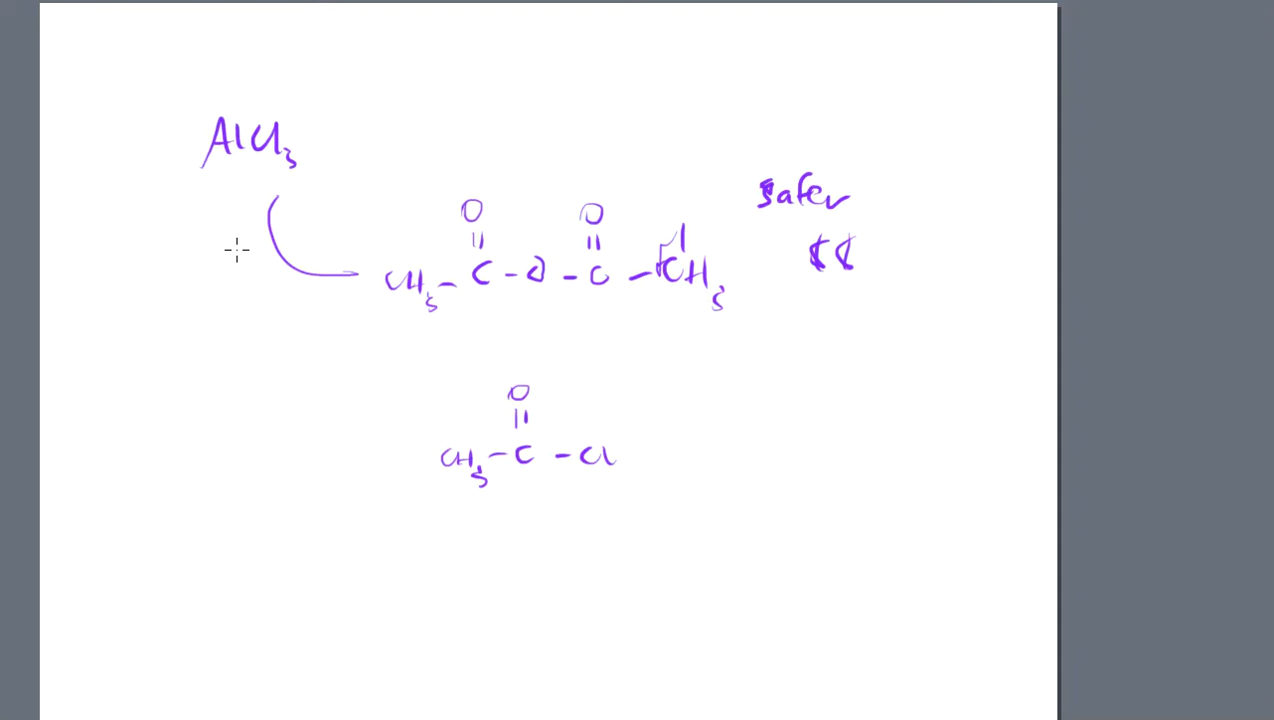 AlCl3
safer
O O
|| ||
CH3 - C - O - C - CH3
O
||
CH3 - C - Cl